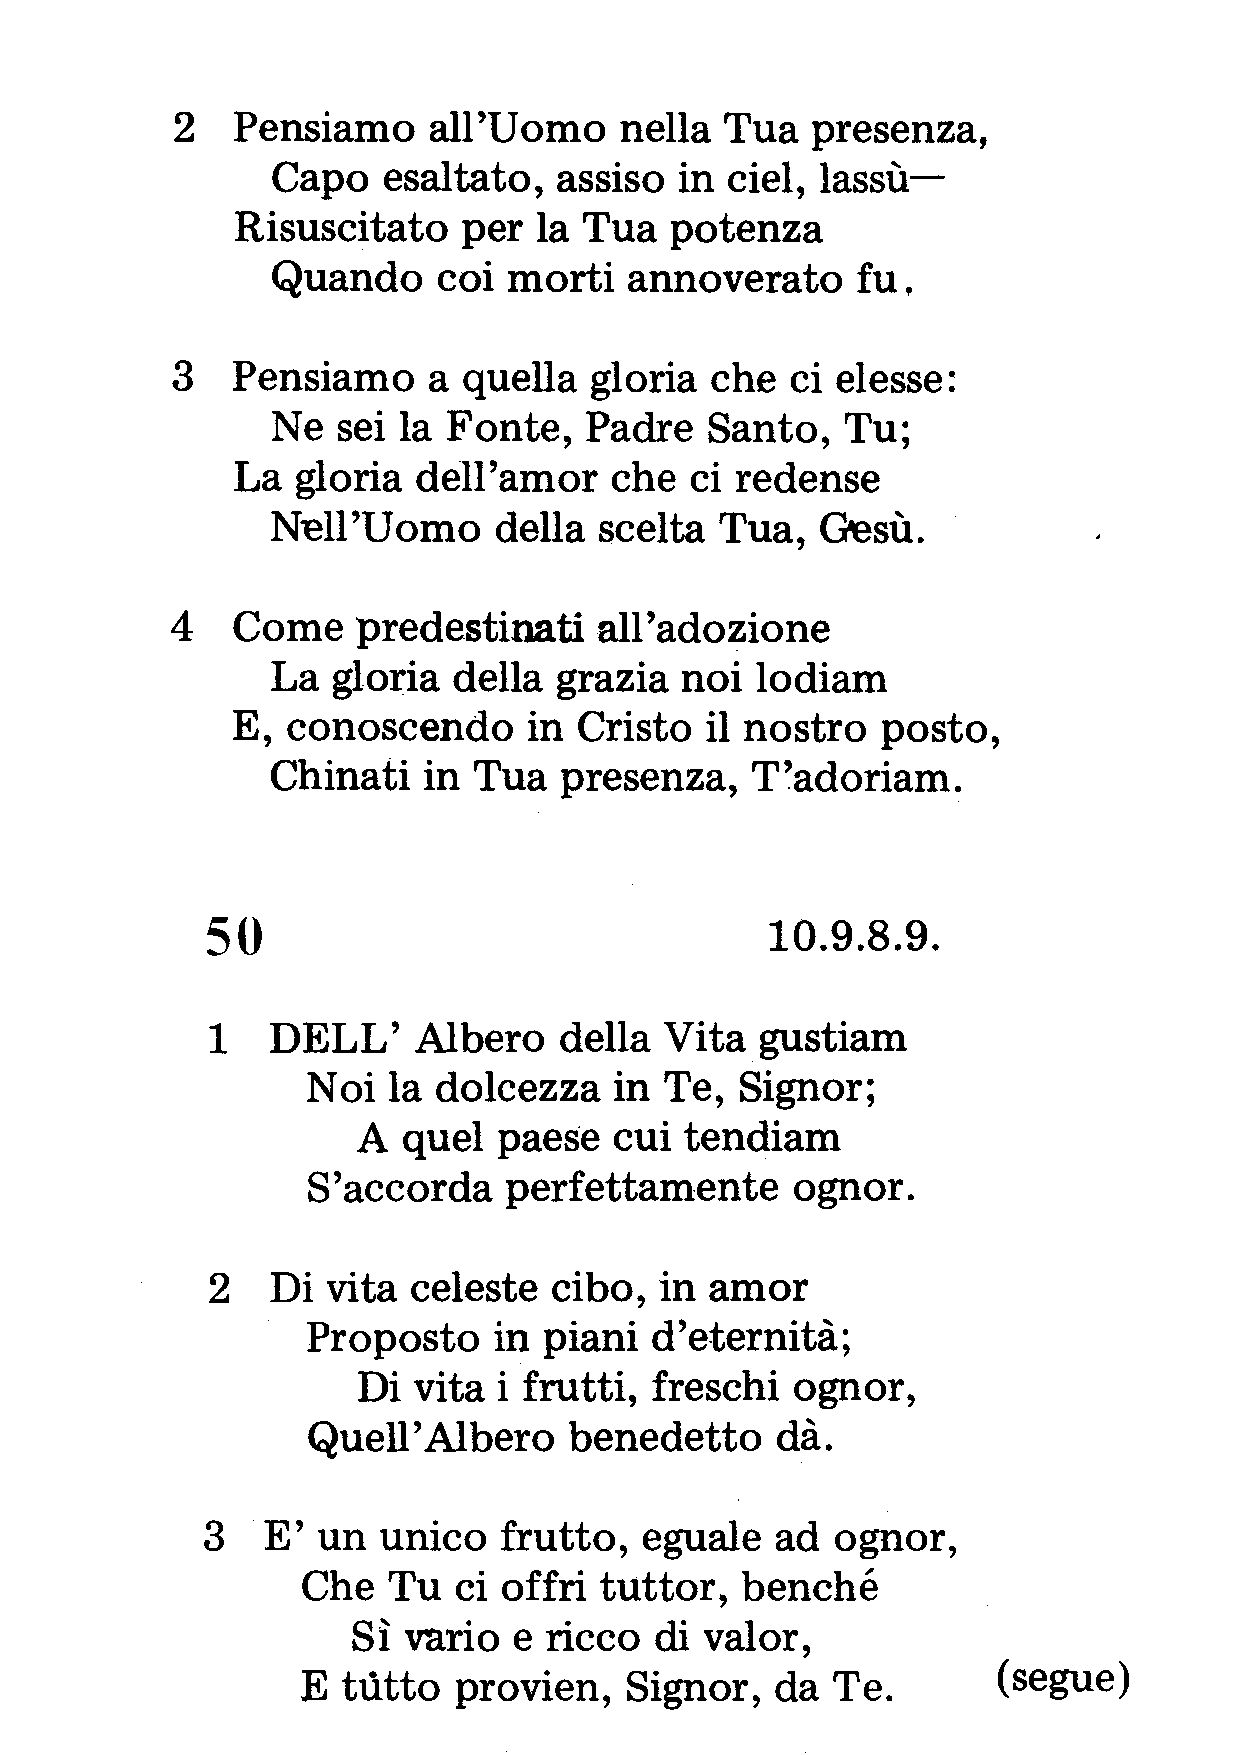 2 Pensiamo all'Uomo nella Tua presenza,
Capo esaltato, assiso in ciel, lassù—
Risuscitato per la Tua potenza
Quando coi morti annoverato fu.
3 Pensiamo a quella gloria che ci elesse:
Ne sei la Fonte, Padre Santo, Tu;
La gloria dell'amor che ci redense
Nell'Uomo della scelta Tua, Gesù.
4 Come predestinati all'adozione
La gloria della grazia noi lodiam
E, conoscendo in Cristo il nostro posto,
Chinati in Tua presenza, T'adoriam.
50 10.9.8.9.
1 DELL' Albero della Vita gustiam
Noi la dolcezza in Te, Signor;
A quel paese cui tendiam
S'accorda perfettamente ognor.
2 Di vita celeste cibo, in amor
Proposto in piani d'eternità;
Di vita i frutti, freschi ognor,
Quell'Albero benedetto dà.
3 E' un unico frutto, eguale ad ognor,
Che Tu ci offri tuttor, benché
Sì vario e ricco di valor,
E tutto provien, Signor, da Te. (segue)